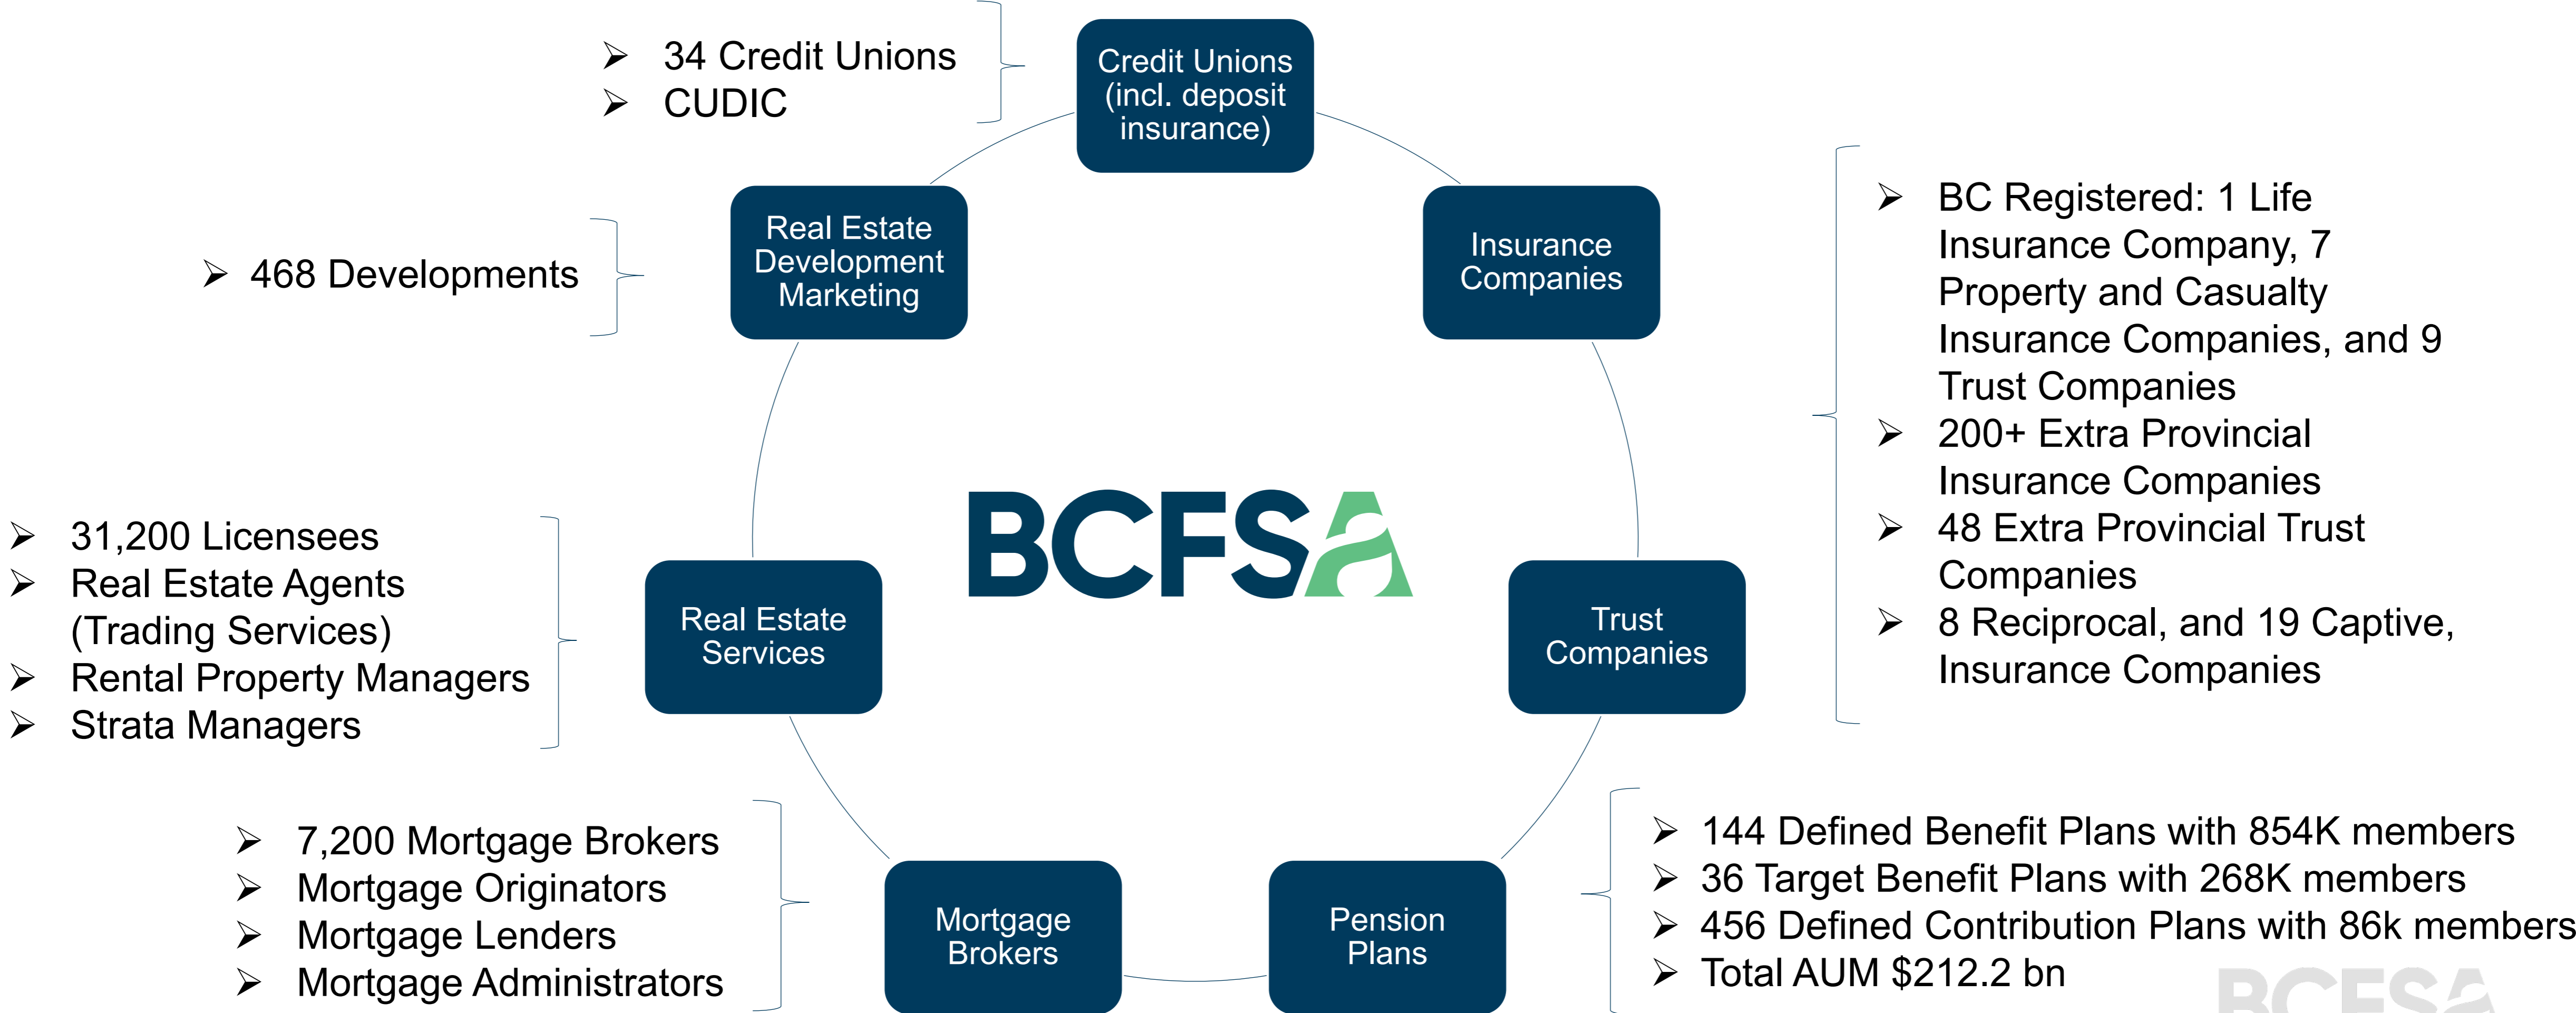 ➢ 34 Credit Unions
➢ CUDIC
Credit Unions
(incl. deposit
insurance)
Real Estate
Development
Marketing
➢ 468 Developments
Insurance
Companies
➢ BC Registered: 1 Life
Insurance Company, 7
Property and Casualty
Insurance Companies, and 9
Trust Companies
➢ 200+ Extra Provincial
Insurance Companies
➢ 48 Extra Provincial Trust
Companies
➢ 8 Reciprocal, and 19 Captive,
Insurance Companies
BCFSA
➢ 31,200 Licensees
➢ Real Estate Agents
(Trading Services)
➢ Rental Property Managers
➢ Strata Managers
Real Estate
Services
Trust
Companies
➢ 7,200 Mortgage Brokers
➢ Mortgage Originators
➢ Mortgage Lenders
➢ Mortgage Administrators
Mortgage
Brokers
Pension
Plans
➢ 144 Defined Benefit Plans with 854K members
➢ 36 Target Benefit Plans with 268K members
➢ 456 Defined Contribution Plans with 86k members
➢ Total AUM $212.2 bn
BCFSA